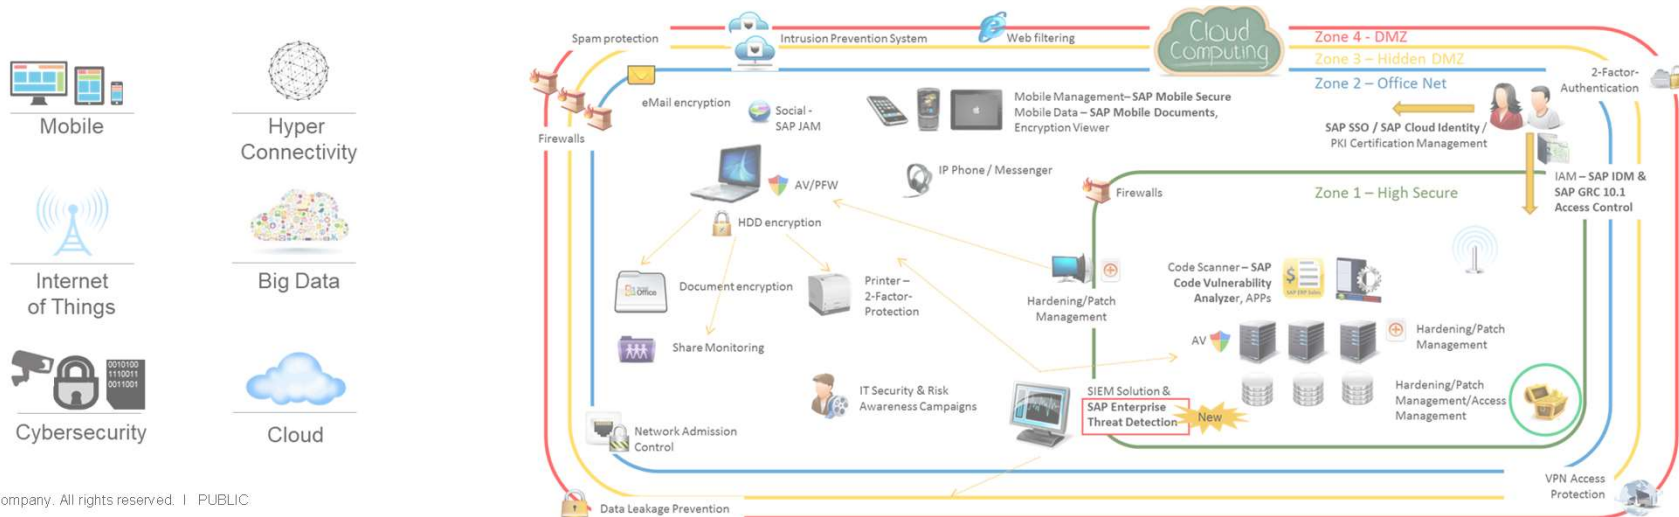 Mobile
Hyper
Connectivity
Internet
of Things
Big Data
0010100
1110011
0011001
Cybersecurity
Cloud
ompany. All rights reserved. I PUBLIC
Spam protection
Intrusion Prevention System
Web filtering
Cloud
Computing
Zone 4 - DMZ
Zone 3 – Hidden DMZ
Zone 2 – Office Net
2-Factor-
Authentication
eMail encryption
Firewalls
Social -
SAP JAM
Mobile Management– SAP Mobile Secure
Mobile Data – SAP Mobile Documents,
Encryption Viewer
SAP SSO / SAP Cloud Identity /
PKI Certification Management
AV/PFW
IP Phone / Messenger
Firewalls
Zone 1 – High Secure
IAM – SAP IDM &
SAP GRC 10.1
Access Control
HDD encryption
Office
Document encryption
Printer –
2-Factor-
Protection
Hardening/Patch
Management
Code Scanner – SAP
Code Vulnerability
Analyzer, APPs
Share Monitoring
AV
Hardening/Patch
Management
IT Security & Risk
Awareness Campaigns
SIEM Solution &
SAP Enterprise
Threat Detection
New
Hardening/Patch
Management/Access
Management
Network Admission
Control
VPN Access
Protection
Data Leakage Prevention